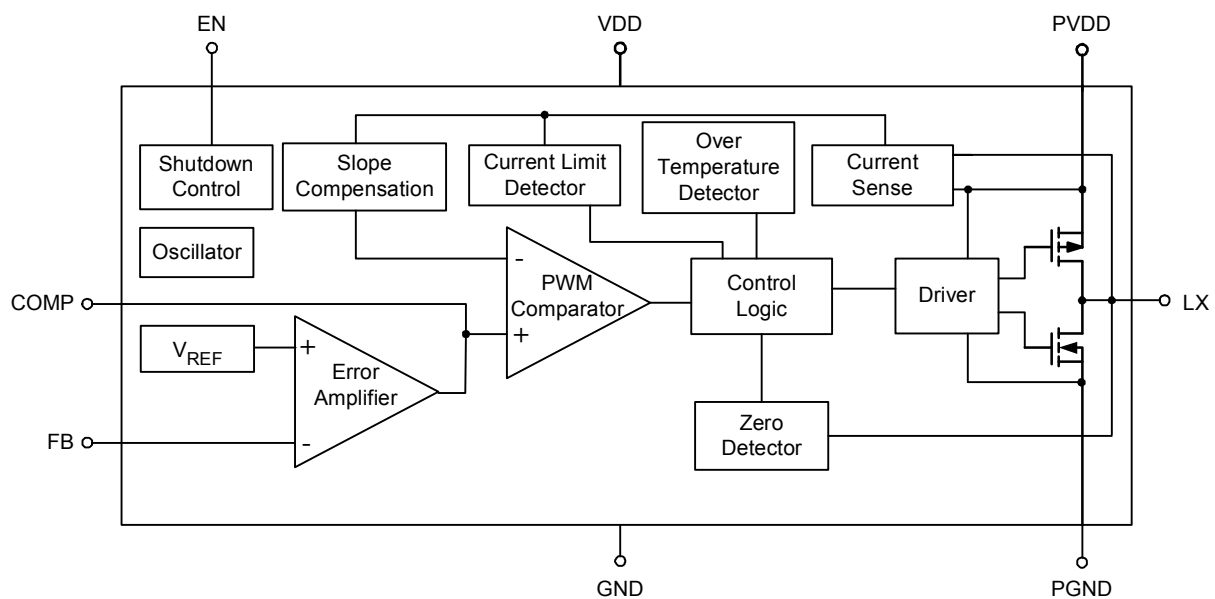 EN
VDD
PVDD
Shutdown
Control
Slope
Compensation
Current Limit
Detector
Over
Temperature
Detector
Current
Sense
Oscillator
-
PWM
Comparator
+
Control
Logic
Driver
COMP
LX
VREF
+
Error
Amplifier
-
FB
Zero
Detector
GND
PGND